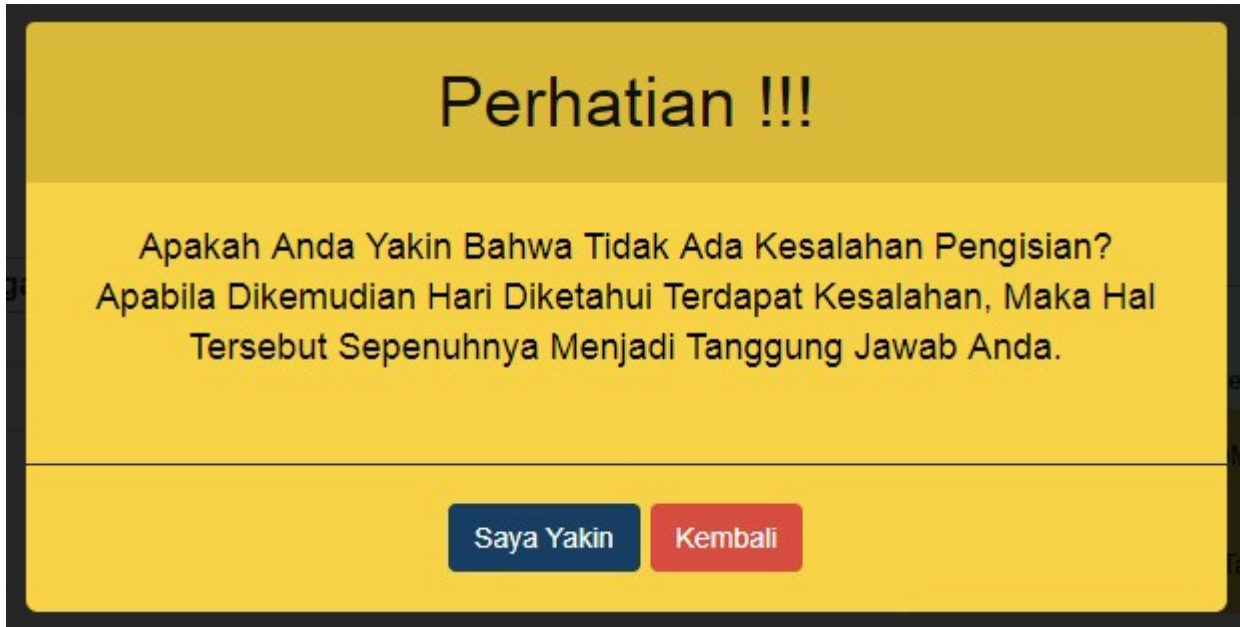 Perhatian !!!
Apakah Anda Yakin Bahwa Tidak Ada Kesalahan Pengisian?
Apabila Dikemudian Hari Diketahui Terdapat Kesalahan, Maka Hal
Tersebut Sepenuhnya Menjadi Tanggung Jawab Anda.
Saya Yakin
Kembali